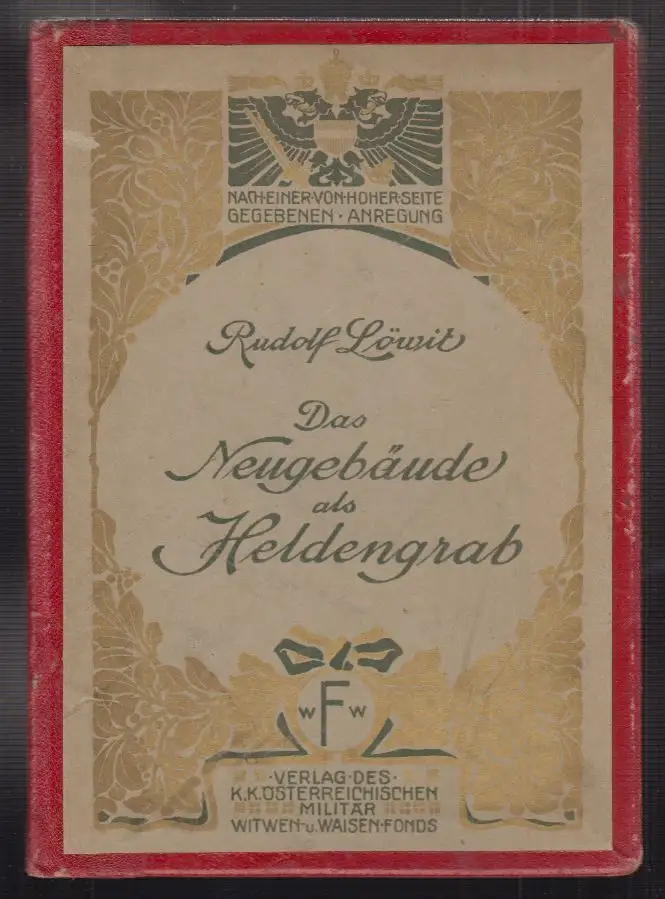 NACH·EINER·VON·HOHER·SEITE
GEGEBENEN·ANREGUNG
Rudolf Löwit
Das
Neugebäude
als
Heldengrab
W F W
·VERLAG·DES·
K.K.ÖSTERREICHISCHEN
MILITÄR
WITWEN-u.WAISEN-FONDS